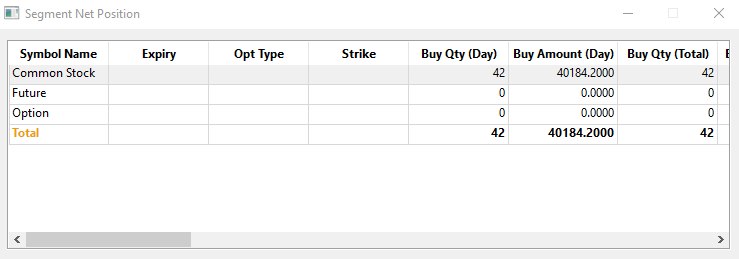 Segment Net Position
Symbol Name Expiry Opt Type Strike Buy Qty (Day) Buy Amount (Day) Buy Qty (Total)
Common Stock 42 40184.2000 42
Future 0 0.0000 0
Option 0 0.0000 0
Total 42 40184.2000 42